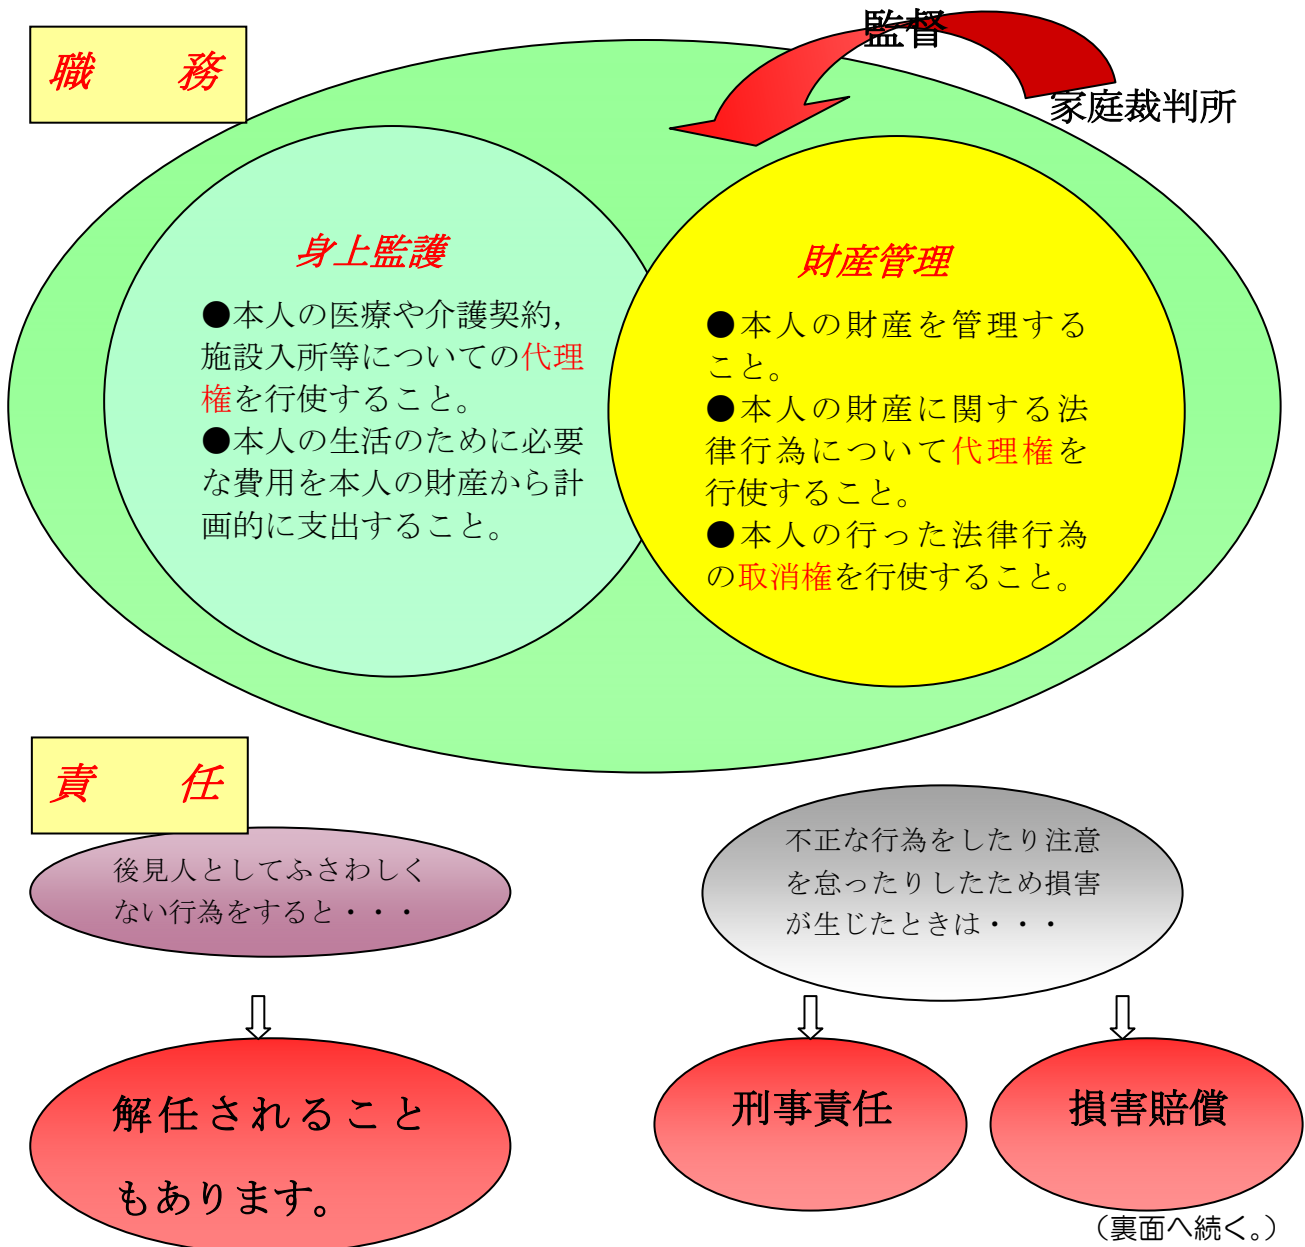 監督
職　　務
家庭裁判所
身上監護
●本人の医療や介護契約,
施設入所等についての代理
権を行使すること。
●本人の生活のために必要
な費用を本人の財産から計
画的に支出すること。
財産管理
●本人の財産を管理する
こと。
●本人の財産に関する法
律行為について代理権を
行使すること。
●本人の行った法律行為
の取消権を行使すること。
責　　任
後見人としてふさわしく
ない行為をすると・・・
不正な行為をしたり注意
を怠ったりしたため損害
が生じたときは・・・
解任されること
もあります。
刑事責任
損害賠償
（裏面へ続く。）